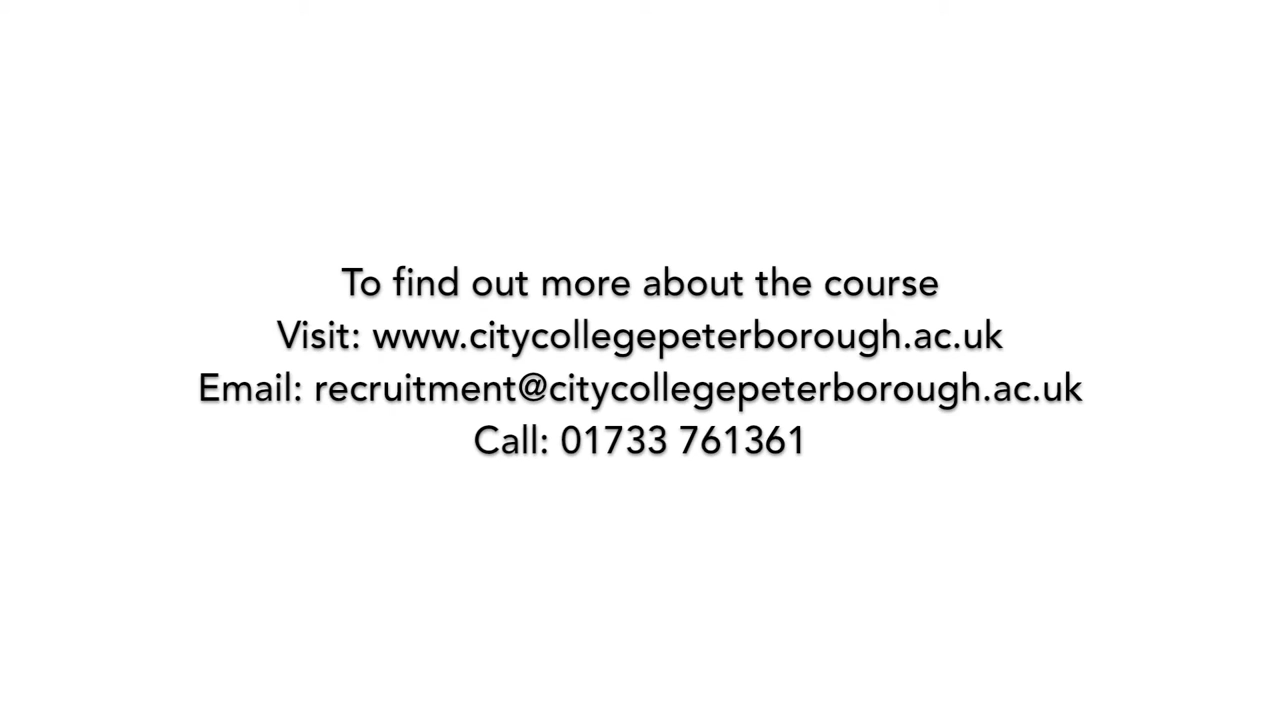 To find out more about the course
Visit: www.citycollegepeterborough.ac.uk
Email: recruitment@citycollegepeterborough.ac.uk
Call: 01733 761361